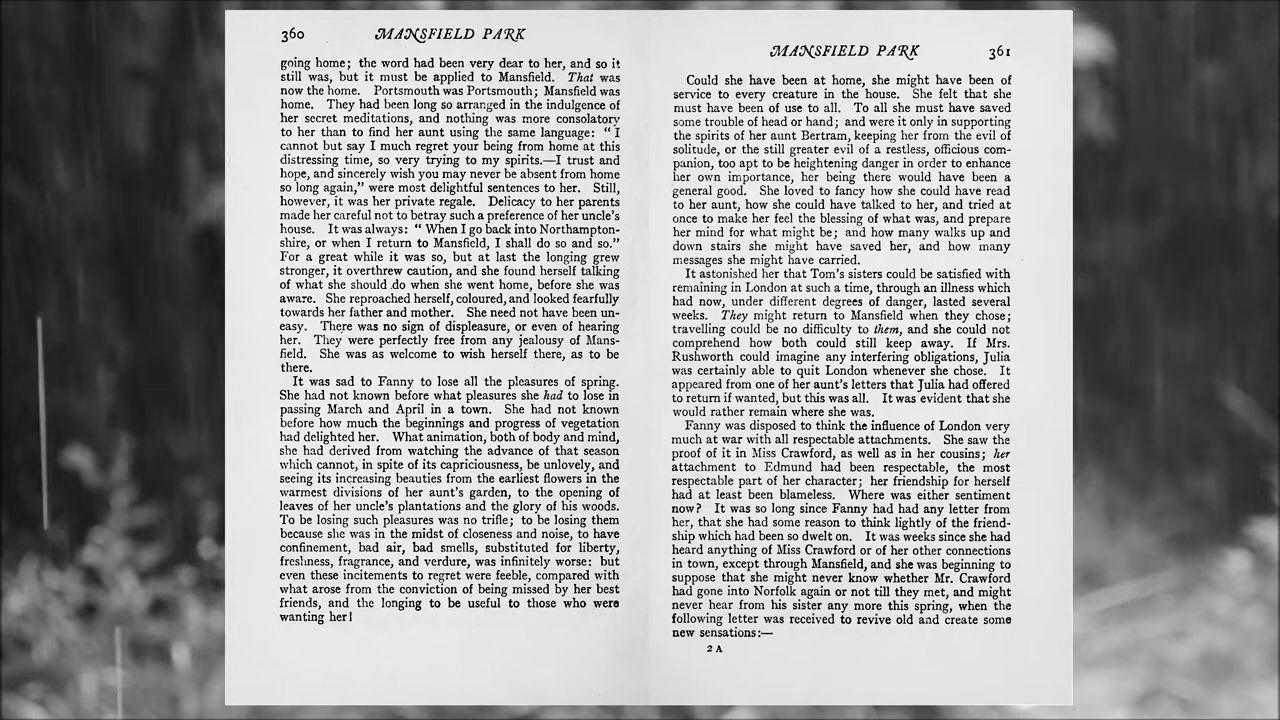 360 MANSFIELD PARK
going home; the word had been very dear to her, and so it
still was, but it must be applied to Mansfield. That was
now the home. Portsmouth was Portsmouth; Mansfield was
home. They had been long so arranged in the indulgence of
her secret meditations, and nothing was more consolatory
to her than to find her aunt using the same language: “ I
cannot but say I much regret your being from home at this
distressing time, so very trying to my spirits.—I trust and
hope, and sincerely wish you may never be absent from home
so long again,” were most delightful sentences to her. Still,
however, it was her private regale. Delicacy to her parents
made her careful not to betray such a preference of her uncle's
house. It was always: “ When I go back into Northampton-
shire, or when I return to Mansfield, I shall do so and so.”
For a great while it was so, but at last the longing grew
stronger, it overthrew caution, and she found herself talking
of what she should do when she went home, before she was
aware. She reproached herself, coloured, and looked fearfully
towards her father and mother. She need not have been un-
easy. There was no sign of displeasure, or even of hearing
her. They were perfectly free from any jealousy of Mans-
field. She was as welcome to wish herself there, as to be
there.
It was sad to Fanny to lose all the pleasures of spring.
She had not known before what pleasures she had to lose in
passing March and April in a town. She had not known
before how much the beginnings and progress of vegetation
had delighted her. What animation, both of body and mind,
she had derived from watching the advance of that season
which cannot, in spite of its capriciousness, be unlovely, and
seeing its increasing beauties from the earliest flowers in the
warmest divisions of her aunt's garden, to the opening of
leaves of her uncle's plantations and the glory of his woods.
To be losing such pleasures was no trifle; to be losing them
because she was in the midst of closeness and noise, to have
confinement, bad air, bad smells, substituted for liberty,
freshness, fragrance, and verdure, was infinitely worse: but
even these incitements to regret were feeble, compared with
what arose from the conviction of being missed by her best
friends, and the longing to be useful to those who were
wanting her!
MANSFIELD PARK 361
Could she have been at home, she might have been of
service to every creature in the house. She felt that she
must have been of use to all. To all she must have saved
some trouble of head or hand; and were it only in supporting
the spirits of her aunt Bertram, keeping her from the evil of
solitude, or the still greater evil of a restless, officious com-
panion, too apt to be heightening danger in order to enhance
her own importance, her being there would have been a
general good. She loved to fancy how she could have read
to her aunt, how she could have talked to her, and tried at
once to make her feel the blessing of what was, and prepare
her mind for what might be; and how many walks up and
down stairs she might have saved her, and how many
messages she might have carried.
It astonished her that Tom's sisters could be satisfied with
remaining in London at such a time, through an illness which
had now, under different degrees of danger, lasted several
weeks. They might return to Mansfield when they chose;
travelling could be no difficulty to them, and she could not
comprehend how both could still keep away. If Mrs.
Rushworth could imagine any interfering obligations, Julia
was certainly able to quit London whenever she chose. It
appeared from one of her aunt's letters that Julia had offered
to return if wanted, but this was all. It was evident that she
would rather remain where she was.
Fanny was disposed to think the influence of London very
much at war with all respectable attachments. She saw the
proof of it in Miss Crawford, as well as in her cousins; her
attachment to Edmund had been respectable, the most
respectable part of her character; her friendship for herself
had at least been blameless. Where was either sentiment
now? It was so long since Fanny had had any letter from
her, that she had some reason to think lightly of the friend-
ship which had been so dwelt on. It was weeks since she had
heard anything of Miss Crawford or of her other connections
in town, except through Mansfield, and she was beginning to
suppose that she might never know whether Mr. Crawford
had gone into Norfolk again or not till they met, and might
never hear from his sister any more this spring, when the
following letter was received to revive old and create some
new sensations:—
2 A